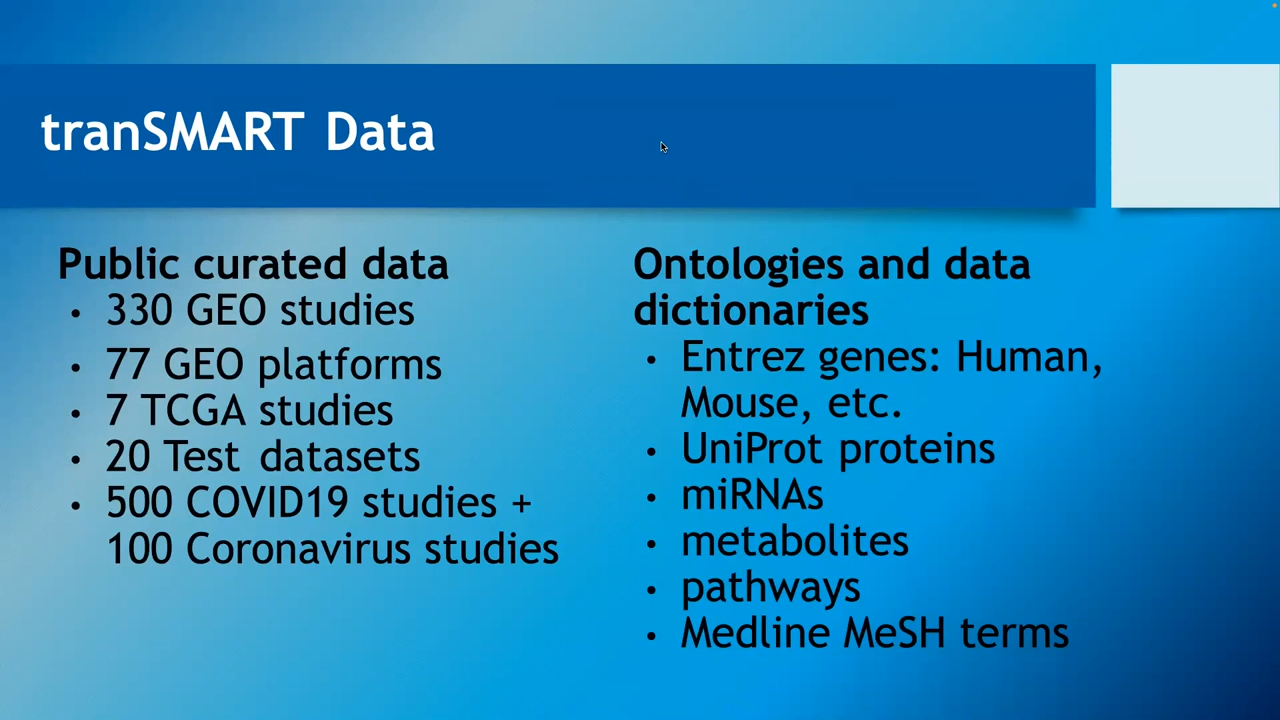 tranSMART Data
Public curated data
• 330 GEO studies
• 77 GEO platforms
• 7 TCGA studies
• 20 Test datasets
• 500 COVID19 studies +
100 Coronavirus studies
Ontologies and data
dictionaries
• Entrez genes: Human,
Mouse, etc.
• UniProt proteins
• miRNAs
• metabolites
• pathways
• Medline MeSH terms